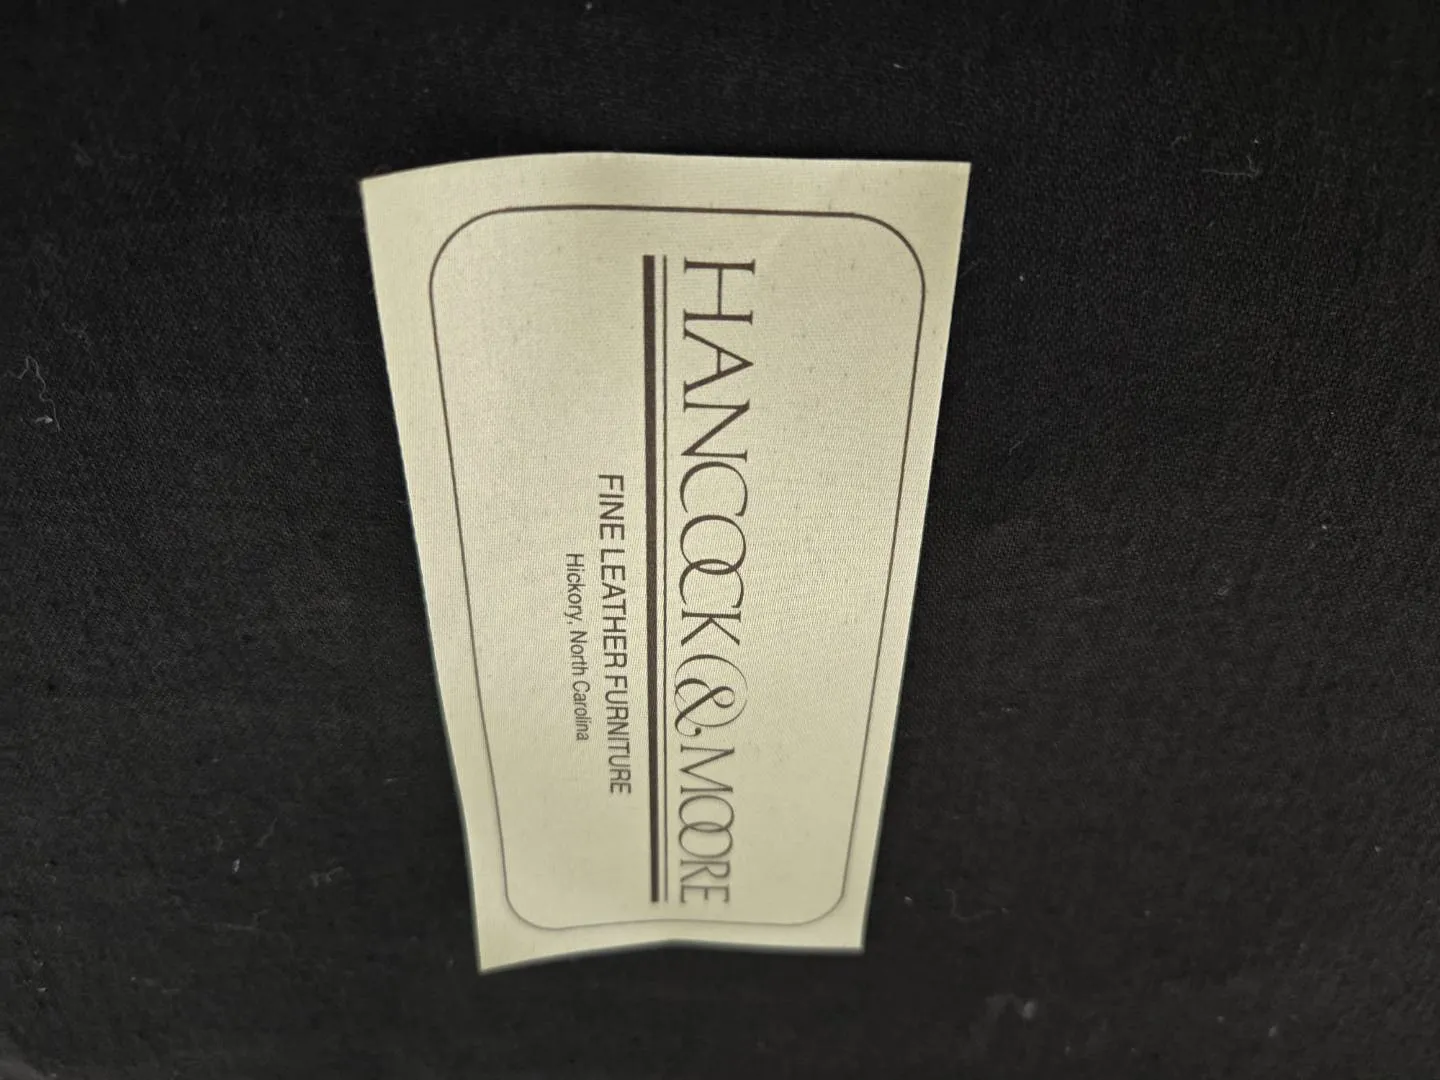 HANCOCK & MOORE
FINE LEATHER FURNITURE
Hickory, North Carolina